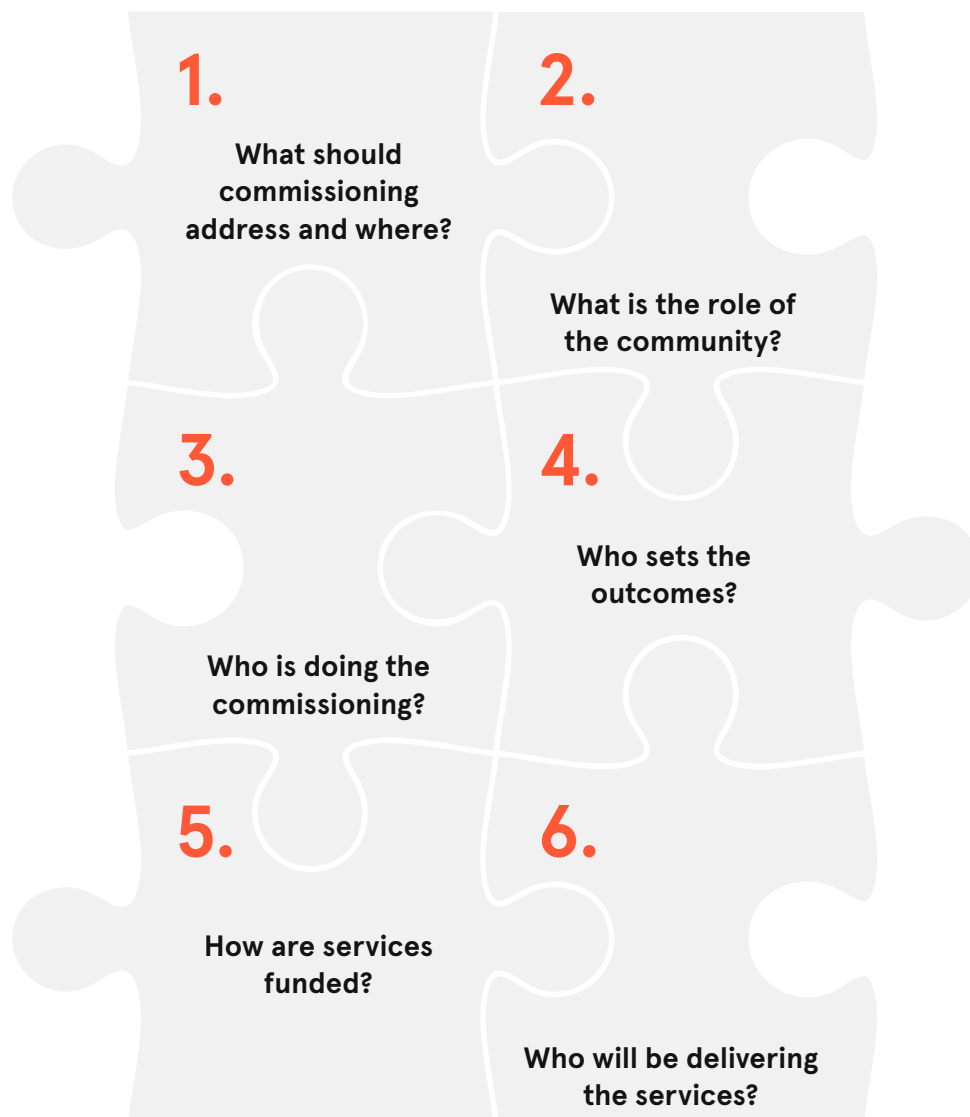 1.
What should
commissioning
address and where?
2.
What is the role of
the community?
3.
Who is doing the
commissioning?
4.
Who sets the
outcomes?
5.
How are services
funded?
6.
Who will be delivering
the services?